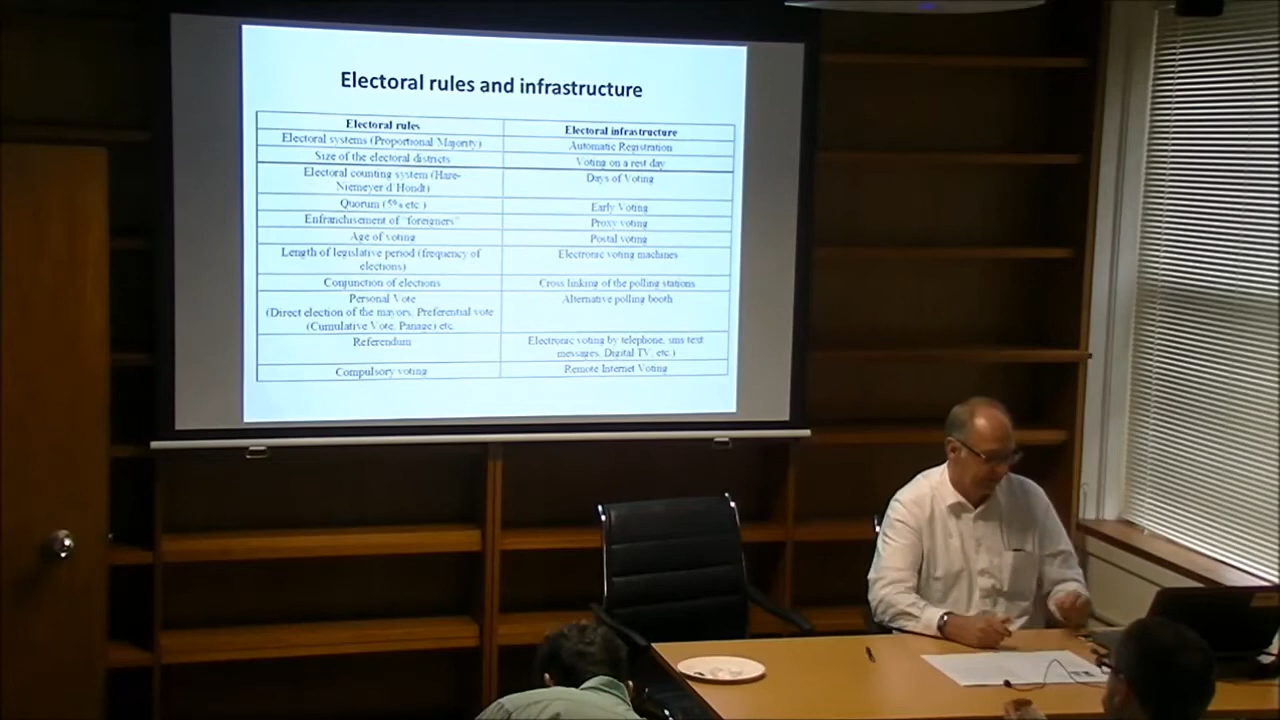 Electoral rules and infrastructure
Electoral rules
Electoral infrastructure
Electoral systems (Proportional Majority)
Automatic Registration
Size of the electoral districts
Voting on a rest day
Electoral counting system (Hare-
Niemeyer d Hondt)
Days of Voting
Quorum (5% etc.)
Early Voting
Enfranchisement of "foreigners"
Proxy voting
Age of voting
Postal voting
Length of legislative period (frequency of
elections)
Electronic voting machines
Conjunction of elections
Cross linking of the polling stations
Personal Vote
(Direct election of the mayors, Preferential vote
(Cumulative Vote, Panage) etc.
Alternative polling booth
Referendum
Electronic voting by telephone, sms text
messages, Digital TV, etc.)
Compulsory voting
Remote Internet Voting